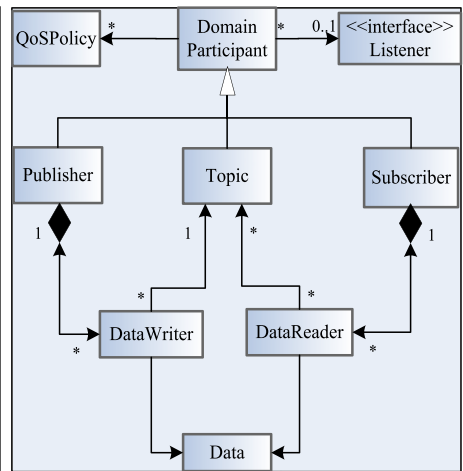 QoSPolicy
*
Domain
Participant
*
0..1
<<interface>>
Listener
Publisher
Topic
Subscriber
1
1
*
1
*
*
*
DataWriter
DataReader
*
Data